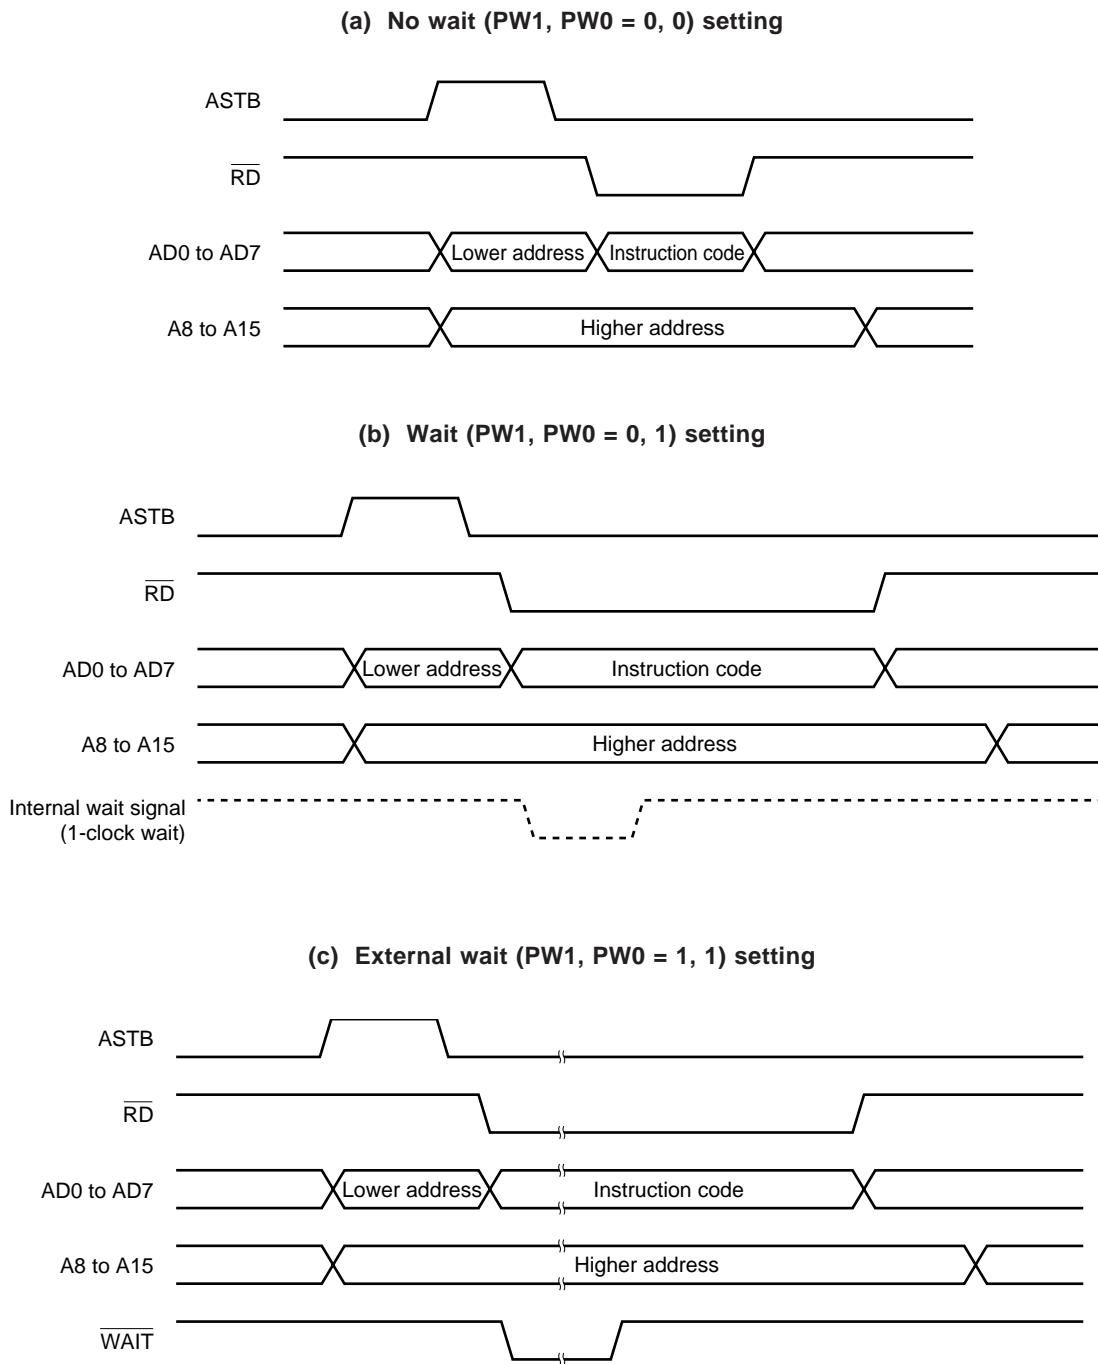 (a) No wait (PW1, PW0 = 0, 0) setting
ASTB
RD
AD0 to AD7
Lower address
Instruction code
A8 to A15
Higher address
(b) Wait (PW1, PW0 = 0, 1) setting
ASTB
RD
AD0 to AD7
Lower address
Instruction code
A8 to A15
Higher address
Internal wait signal
(1-clock wait)
(c) External wait (PW1, PW0 = 1, 1) setting
ASTB
RD
AD0 to AD7
Lower address
Instruction code
A8 to A15
Higher address
WAIT